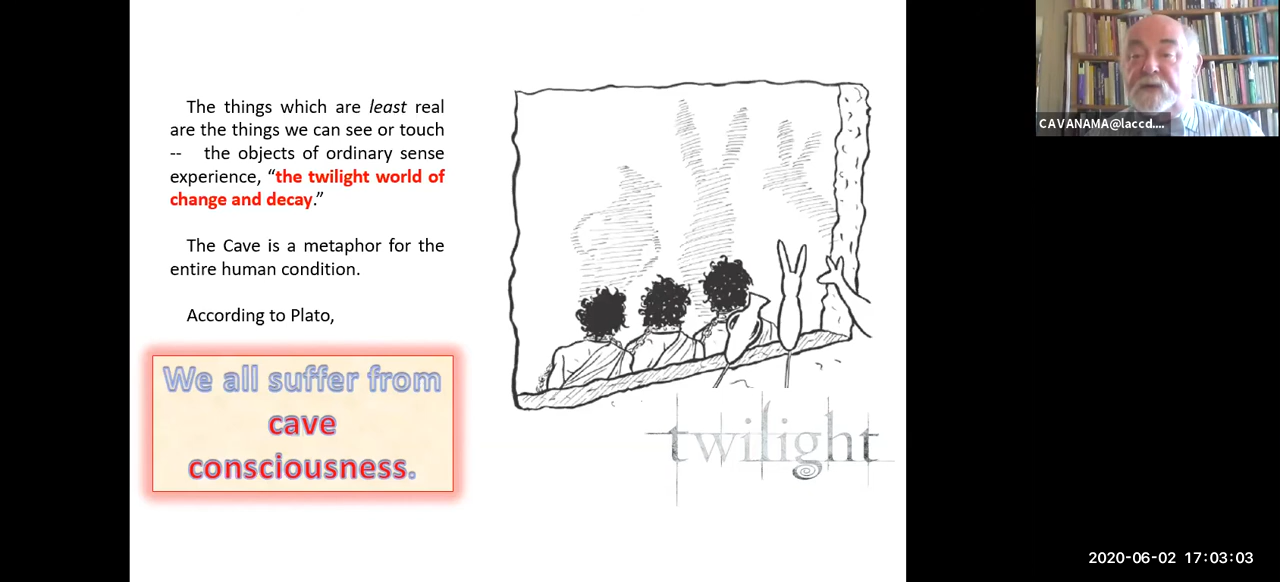 The things which are least real
are the things we can see or touch
-- the objects of ordinary sense
experience, “the twilight world of
change and decay.”
The Cave is a metaphor for the
entire human condition.
According to Plato,
We all suffer from
cave
consciousness.
twilight
CAVANAMA@laccd....
2020-06-02 17:03:03